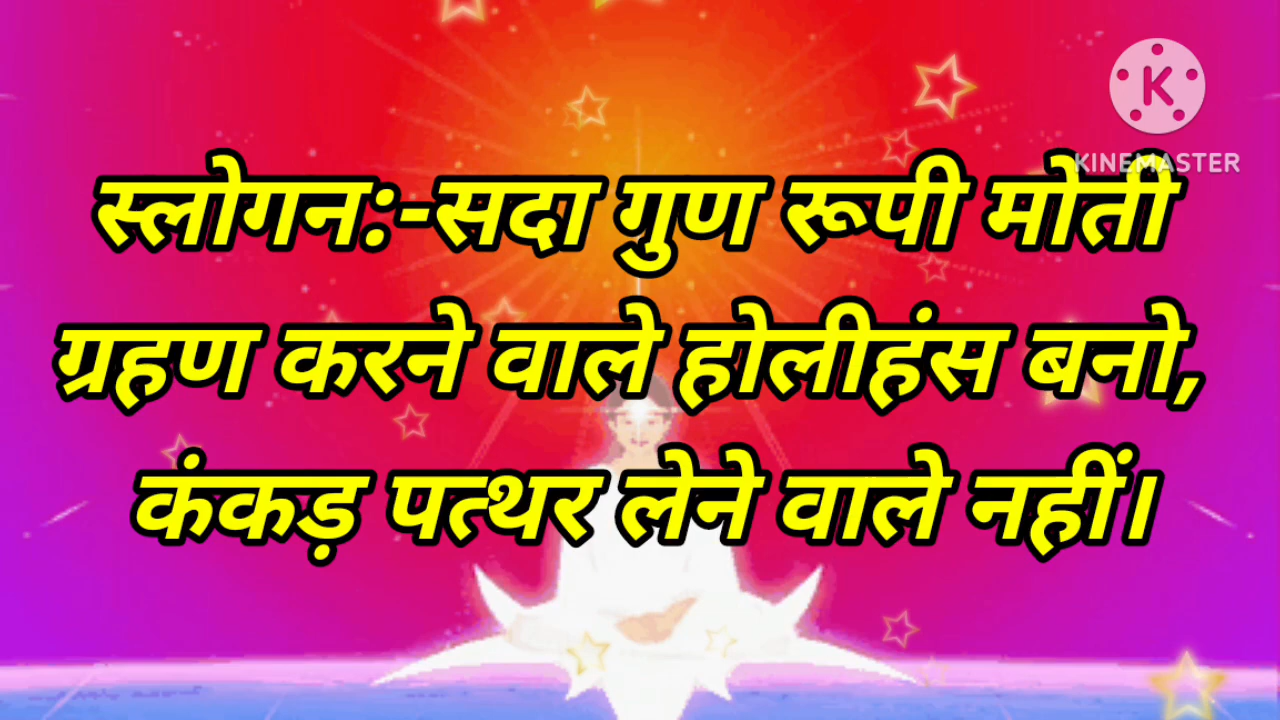 K
KINEMASTER
स्लोगन:-सदा गुण रूपी मोती
ग्रहण करने वाले होलीहंस बनो,
कंकड़ पत्थर लेने वाले नहीं।